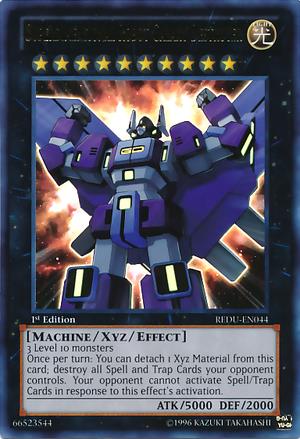 光
1st Edition
REDU-EN044
[MACHINE/XYZ/EFFECT]
3 Level 10 monsters
Once per turn: You can detach 1 Xyz Material from this
card; destroy all Spell and Trap Cards your opponent
controls. Your opponent cannot activate Spell/Trap
Cards in response to this effect's activation.
ATK/5000 DEF/2000
66523544
©1996 KAZUKI TAKAHASHI